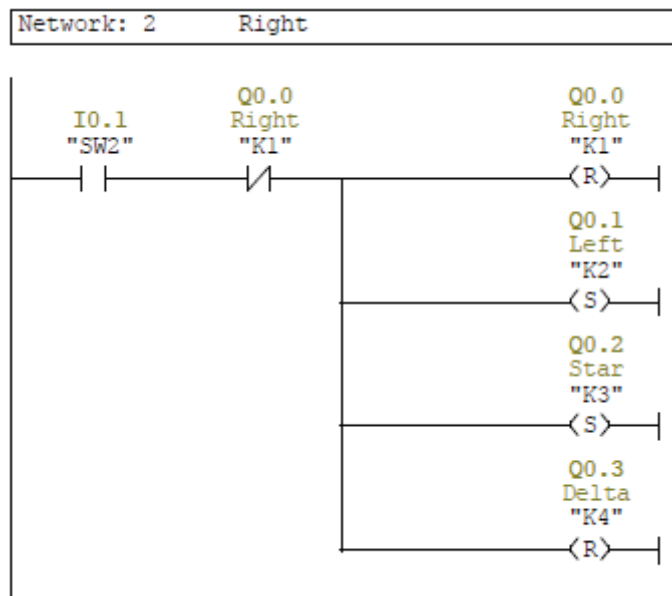 Network: 2 Right
I0.1
"SW2"
Q0.0
Right
"K1"
Q0.0
Right
"K1"
R
Q0.1
Left
"K2"
S
Q0.2
Star
"K3"
S
Q0.3
Delta
"K4"
R